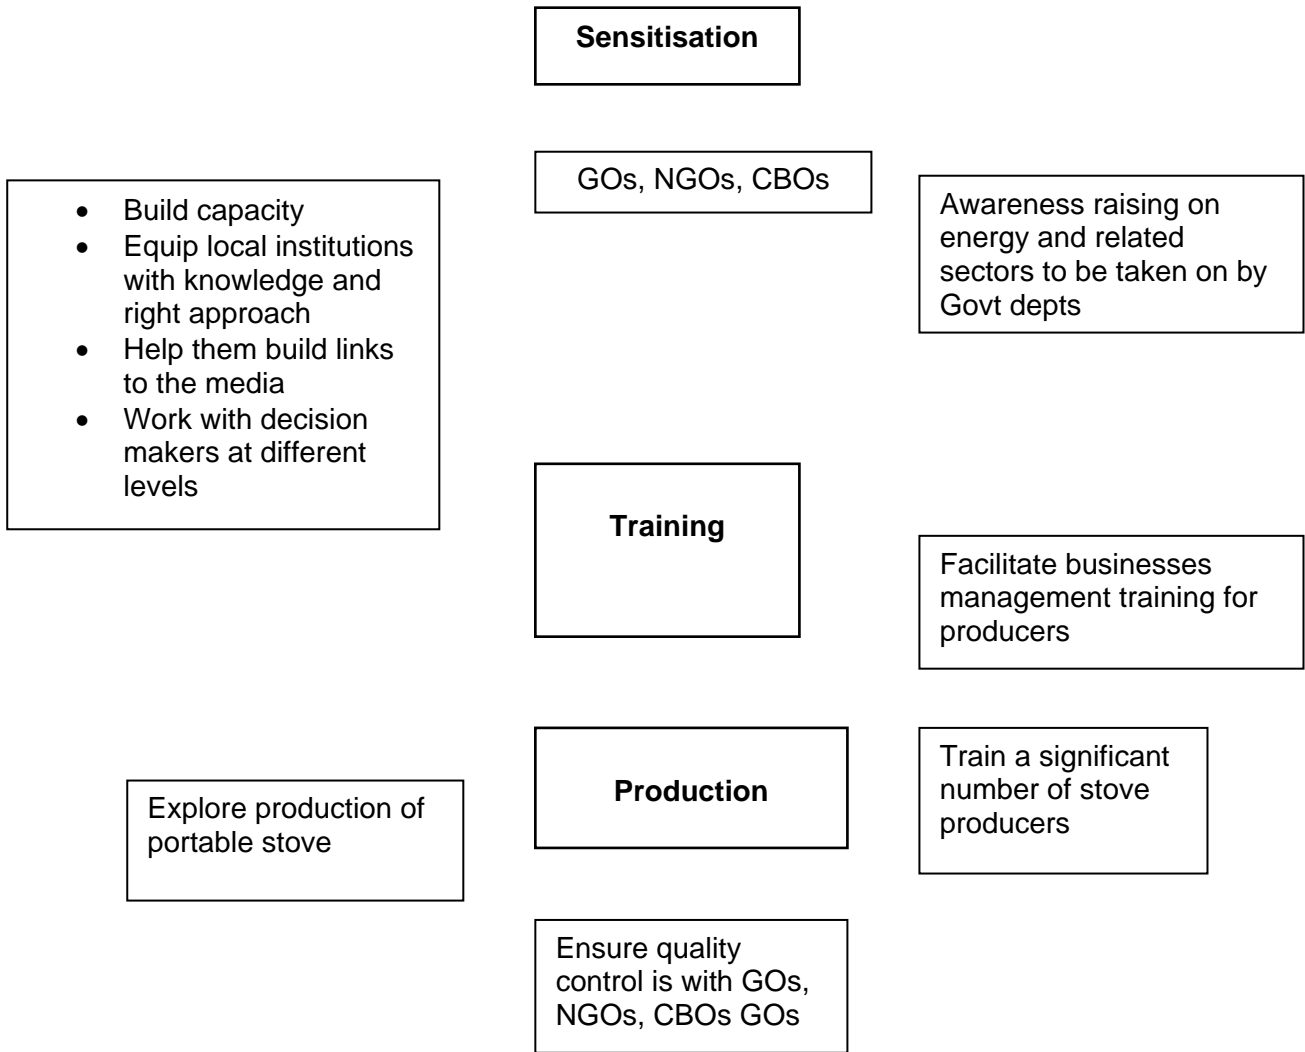 Sensitisation
GOs, NGOs, CBOs
• Build capacity
• Equip local institutions
with knowledge and
right approach
• Help them build links
to the media
• Work with decision
makers at different
levels
Awareness raising on
energy and related
sectors to be taken on by
Govt depts
Training
Facilitate businesses
management training for
producers
Production
Train a significant
number of stove
producers
Explore production of
portable stove
Ensure quality
control is with GOs,
NGOs, CBOs GOs